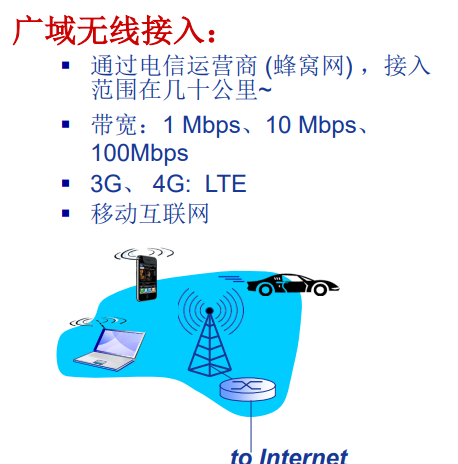 广域无线接入：
▪ 通过电信运营商 (蜂窝网) ，接入
范围在几十公里~
▪ 带宽：1 Mbps、10 Mbps、
100Mbps
▪ 3G、 4G:  LTE
▪ 移动互联网
to Internet